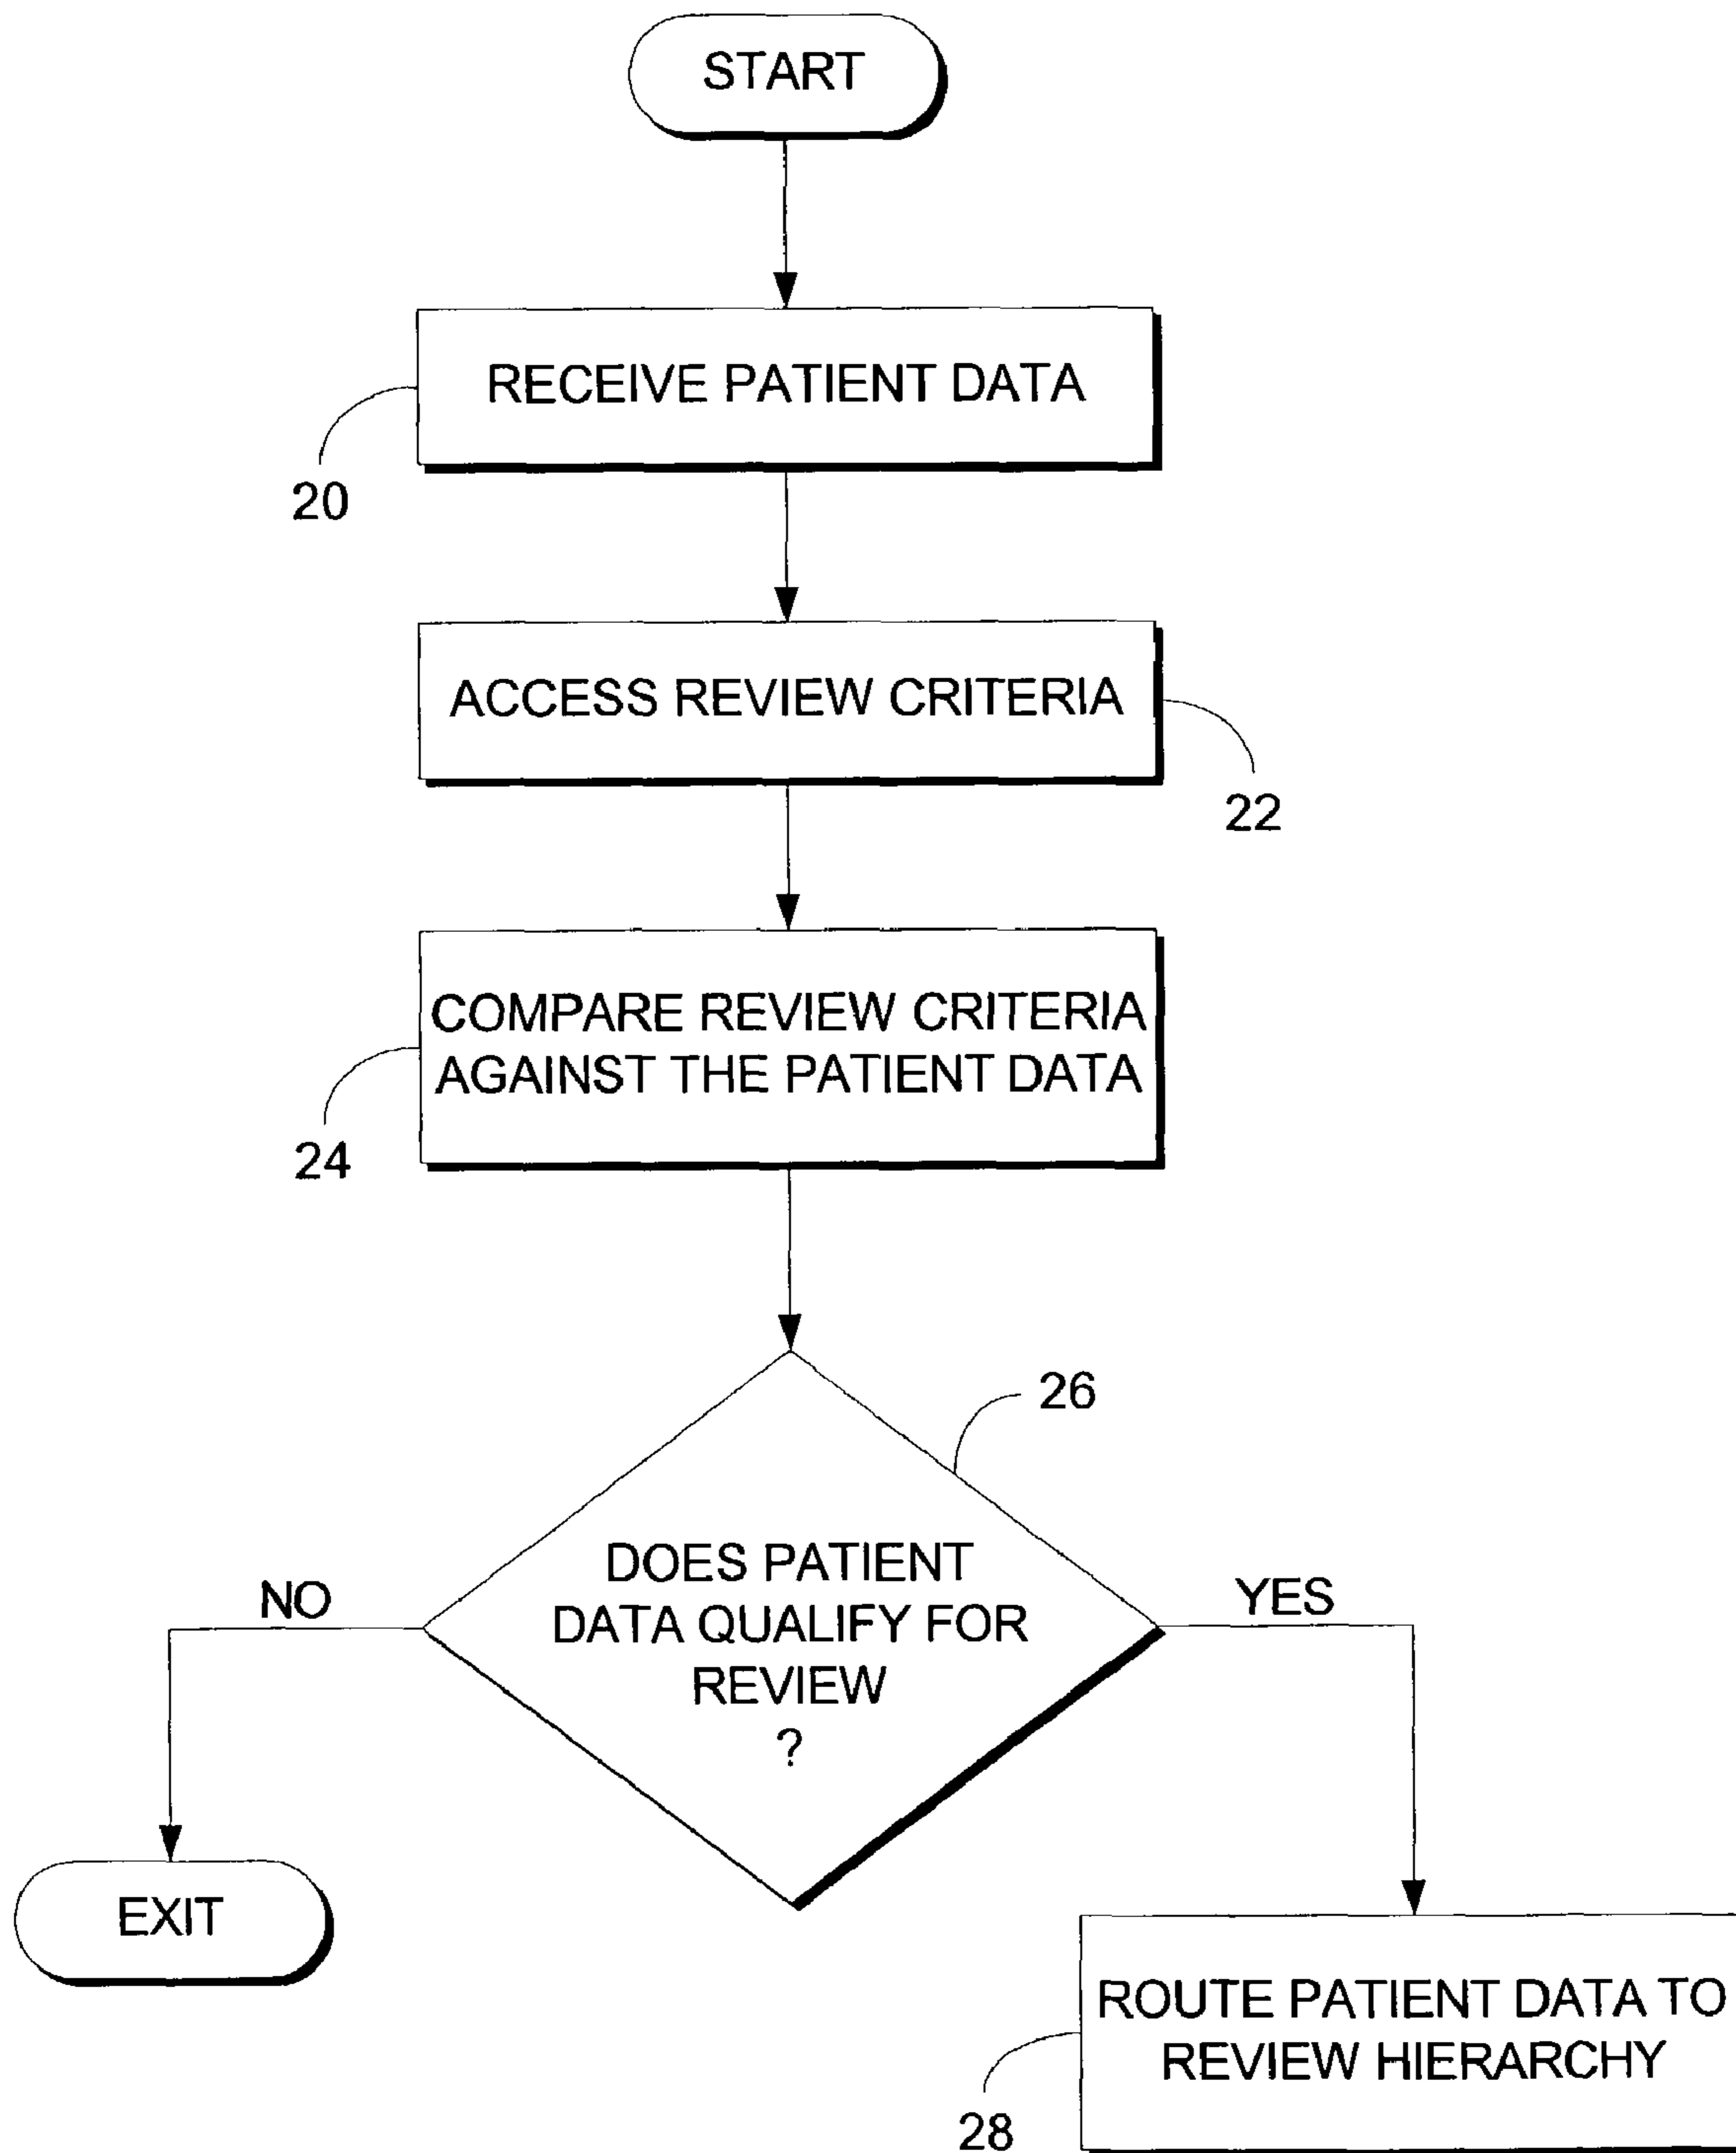 START
RECEIVE PATIENT DATA
20
ACCESS REVIEW CRITERIA
22
COMPARE REVIEW CRITERIA
AGAINST THE PATIENT DATA
24
26
DOES PATIENT
DATA QUALIFY FOR
REVIEW
?
NO
YES
EXIT
ROUTE PATIENT DATA TO
REVIEW HIERARCHY
28